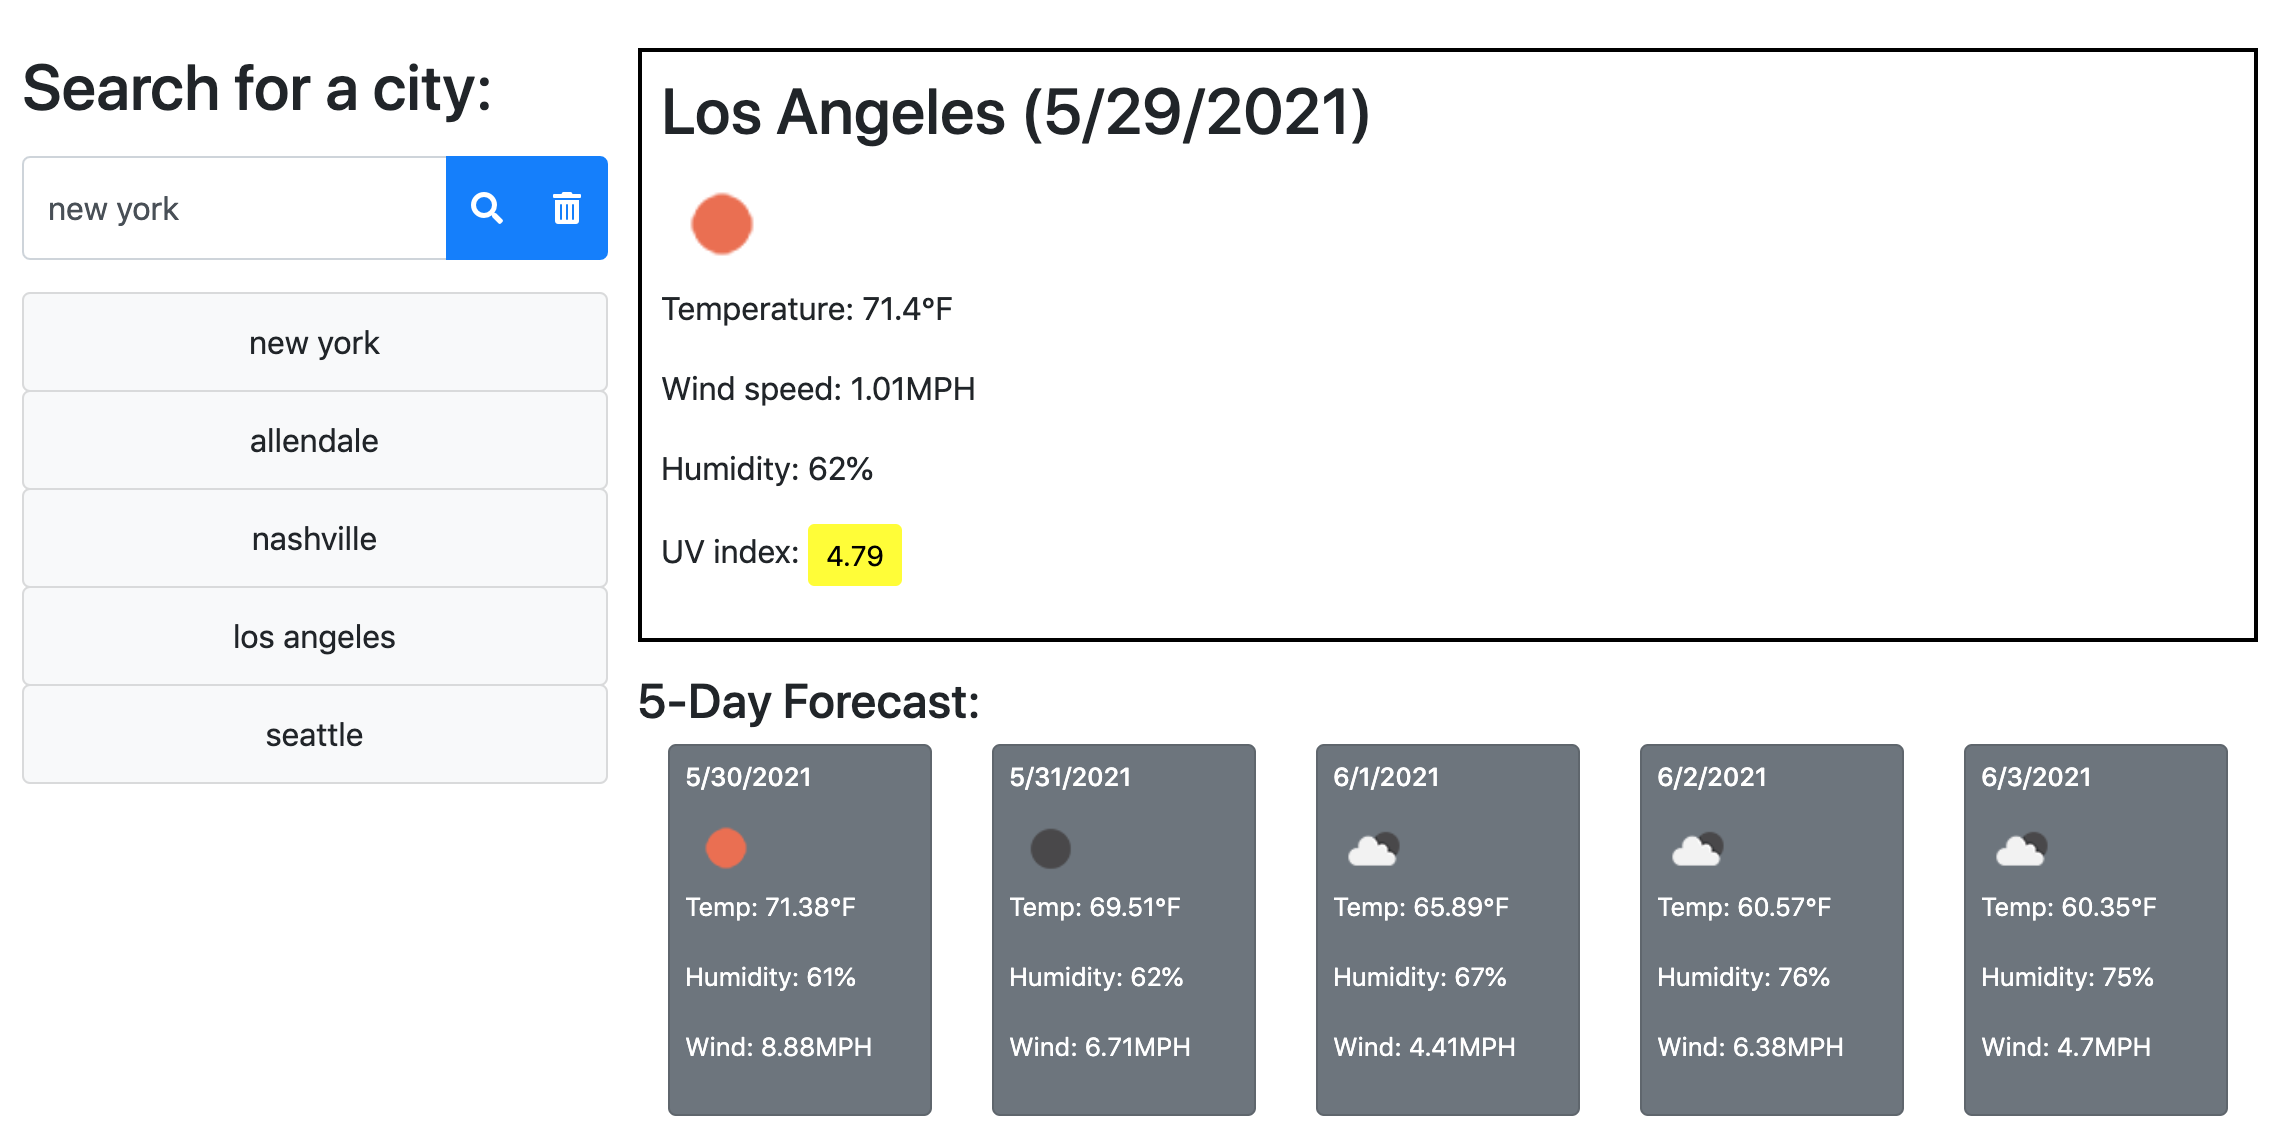 Search for a city:
new york
new york
allendale
nashville
los angeles
seattle
Los Angeles (5/29/2021)
Temperature: 71.4°F
Wind speed: 1.01MPH
Humidity: 62%
UV index: 4.79
5-Day Forecast:
5/30/2021
Temp: 71.38°F
Humidity: 61%
Wind: 8.88MPH
5/31/2021
Temp: 69.51°F
Humidity: 62%
Wind: 6.71MPH
6/1/2021
Temp: 65.89°F
Humidity: 67%
Wind: 4.41MPH
6/2/2021
Temp: 60.57°F
Humidity: 76%
Wind: 6.38MPH
6/3/2021
Temp: 60.35°F
Humidity: 75%
Wind: 4.7MPH